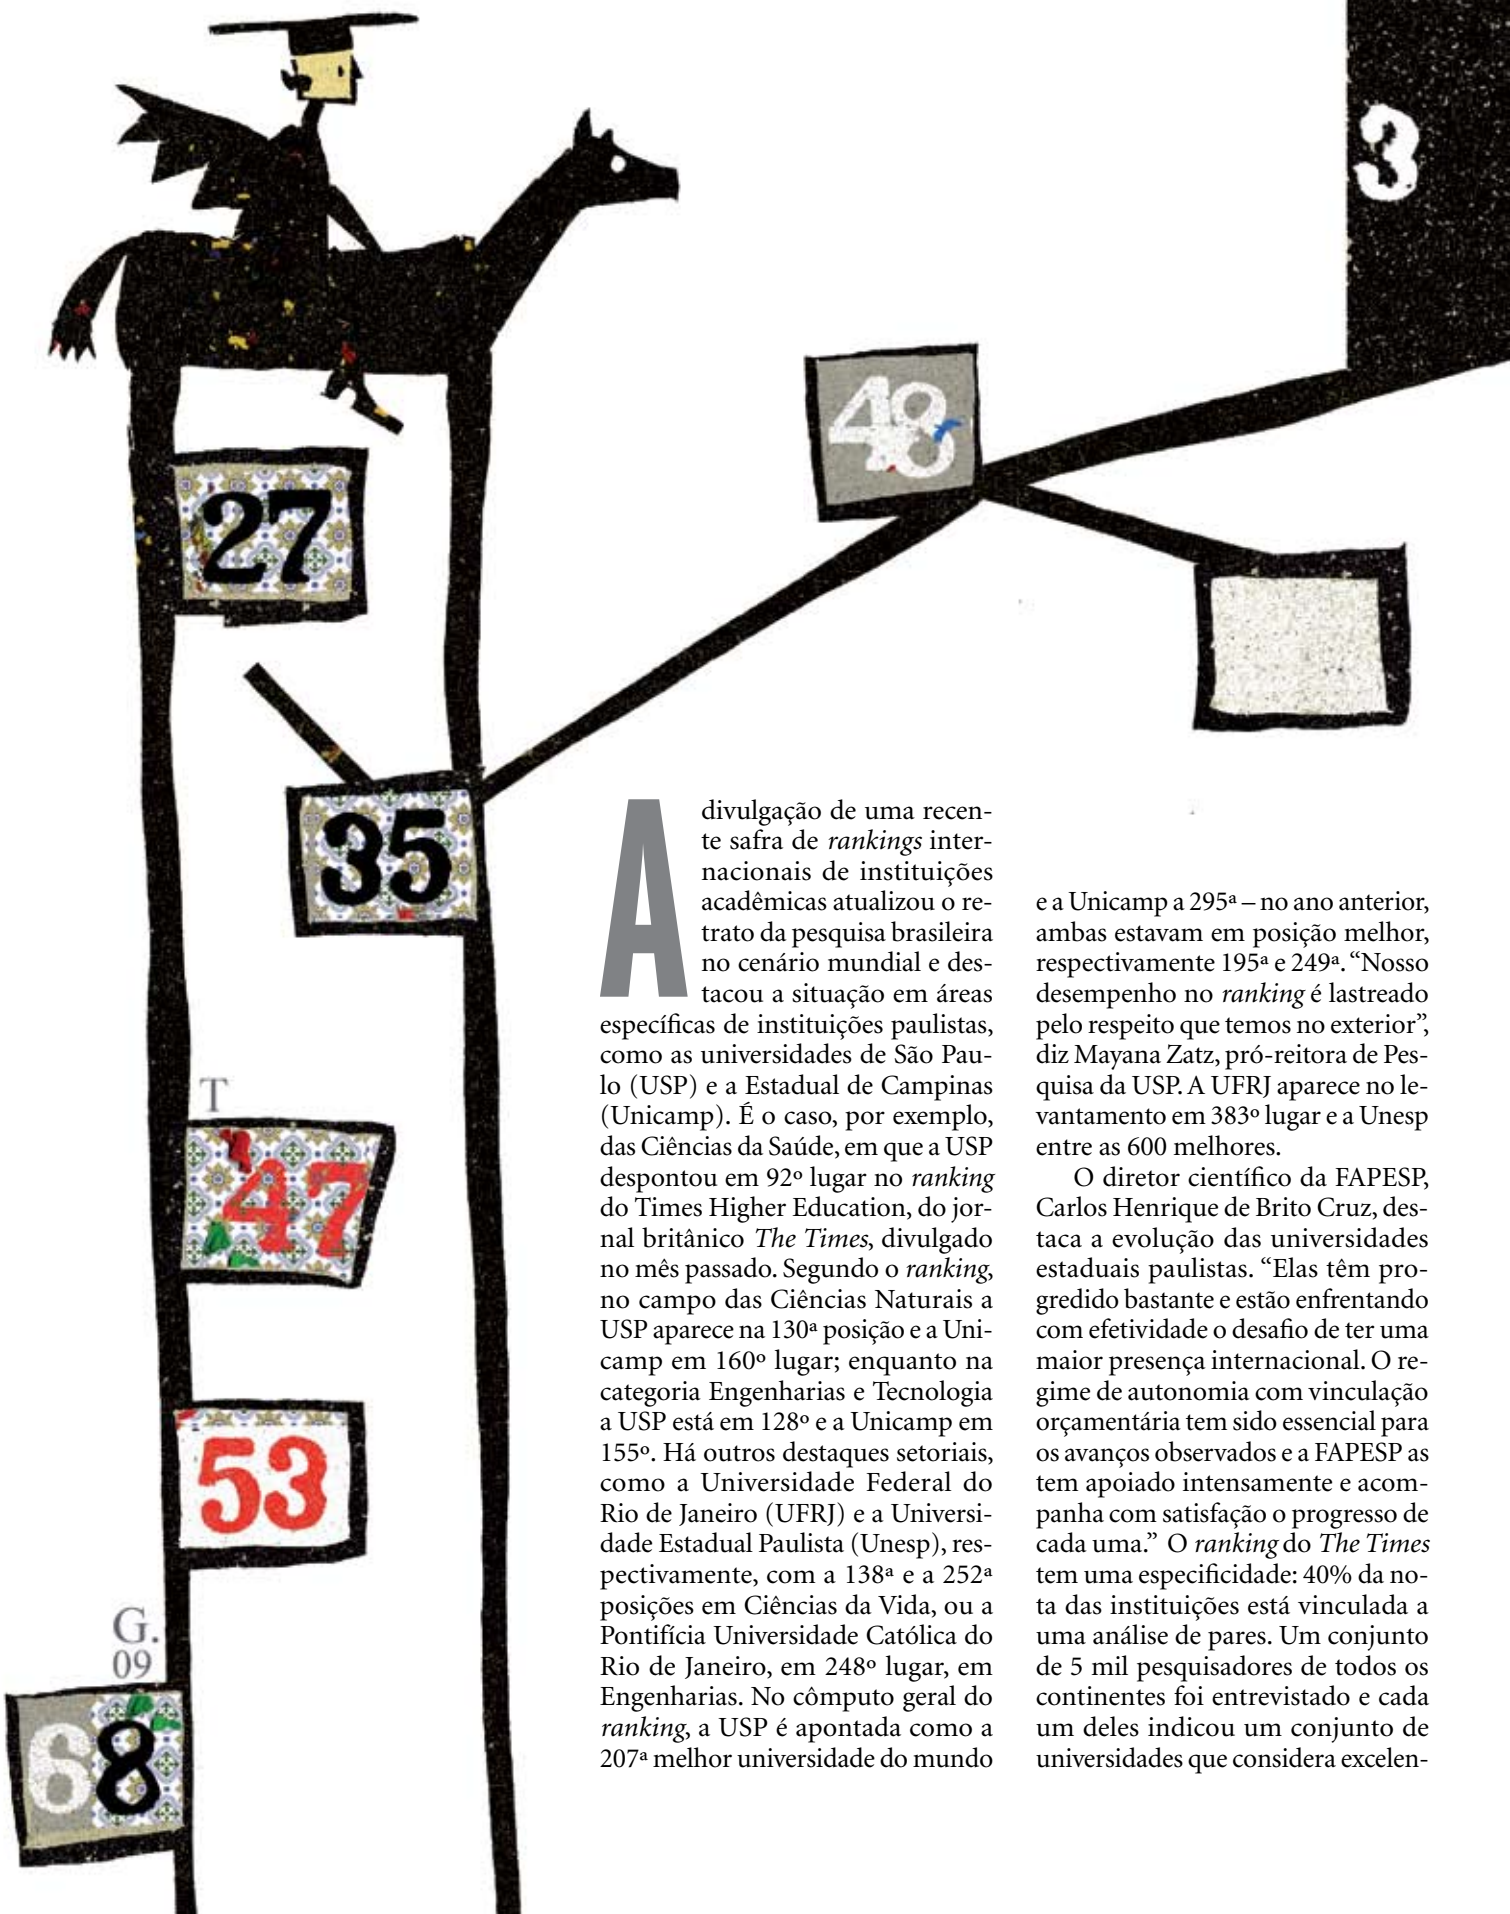 3
48
27
35
T
47
53
G.
09
68
A
divulgação de uma recen-
te safra de rankings inter-
nacionais de instituições
acadêmicas atualizou o re-
trato da pesquisa brasileira
no cenário mundial e des-
tacou a situação em áreas
específicas de instituições paulistas,
como as universidades de São Pau-
lo (USP) e a Estadual de Campinas
(Unicamp). É o caso, por exemplo,
das Ciências da Saúde, em que a USP
despontou em 92º lugar no ranking
do Times Higher Education, do jor-
nal britânico The Times, divulgado
no mês passado. Segundo o ranking,
no campo das Ciências Naturais a
USP aparece na 130ª posição e a Uni-
camp em 160º lugar; enquanto na
categoria Engenharias e Tecnologia
a USP está em 128º e a Unicamp em
155º. Há outros destaques setoriais,
como a Universidade Federal do
Rio de Janeiro (UFRJ) e a Universi-
dade Estadual Paulista (Unesp), res-
pectivamente, com a 138ª e a 252ª
posições em Ciências da Vida, ou a
Pontifícia Universidade Católica do
Rio de Janeiro, em 248º lugar, em
Engenharias. No cômputo geral do
ranking, a USP é apontada como a
207ª melhor universidade do mundo
e a Unicamp a 295ª – no ano anterior,
ambas estavam em posição melhor,
respectivamente 195ª e 249ª. “Nosso
desempenho no ranking é lastreado
pelo respeito que temos no exterior”,
diz Mayana Zatz, pró-reitora de Pes-
quisa da USP. A UFRJ aparece no le-
vantamento em 383º lugar e a Unesp
entre as 600 melhores.
O diretor científico da FAPESP,
Carlos Henrique de Brito Cruz, des-
taca a evolução das universidades
estaduais paulistas. “Elas têm pro-
gredido bastante e estão enfrentando
com efetividade o desafio de ter uma
maior presença internacional. O re-
gime de autonomia com vinculação
orçamentária tem sido essencial para
os avanços observados e a FAPESP as
tem apoiado intensamente e acom-
panha com satisfação o progresso de
cada uma.” O ranking do The Times
tem uma especificidade: 40% da no-
ta das instituições está vinculada a
uma análise de pares. Um conjunto
de 5 mil pesquisadores de todos os
continentes foi entrevistado e cada
um deles indicou um conjunto de
universidades que considera excelen-